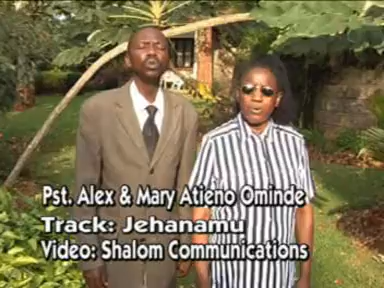 Pst. Alex & Mary Atieno Ominde
Track: Jehanamu
Video: Shalom Communications